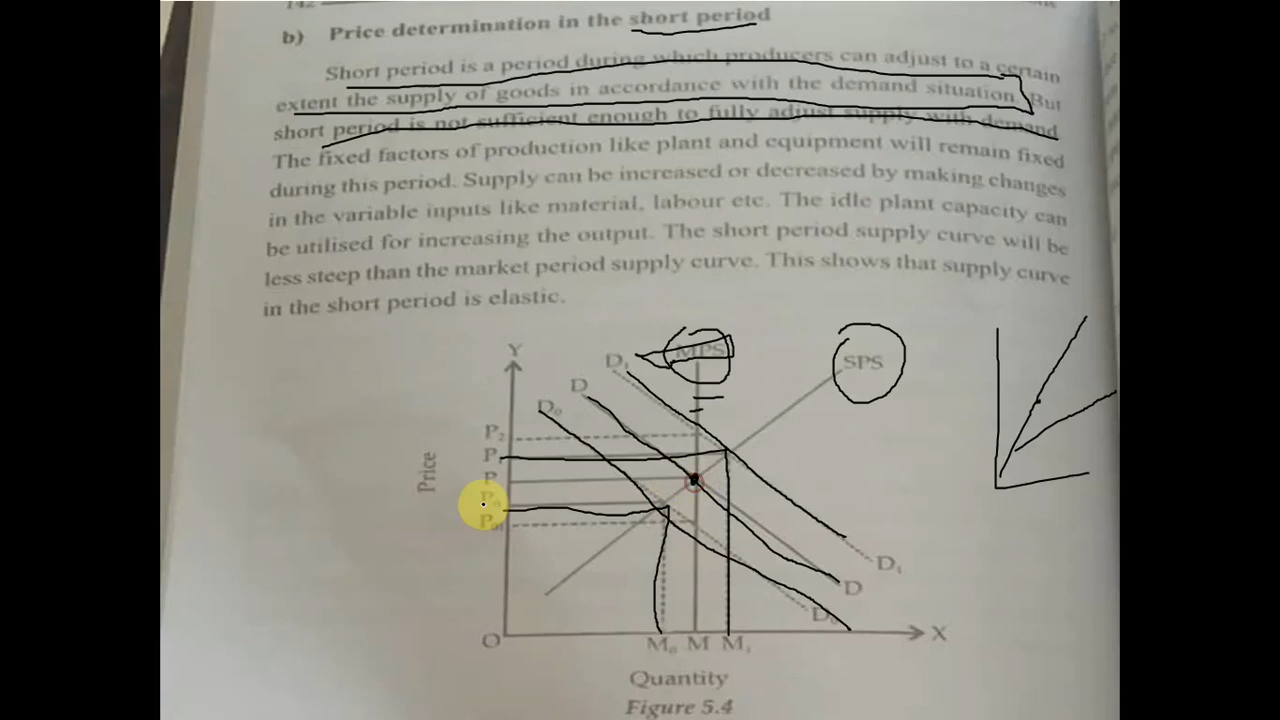 142
b) Price determination in the short period
Short period is a period during which producers can adjust to a certain
extent the supply of goods in accordance with the demand situation. But
short period is not sufficient enough to fully adjust supply with demand
The fixed factors of production like plant and equipment will remain fixed
during this period. Supply can be increased or decreased by making changes
in the variable inputs like material, labour etc. The idle plant capacity can
be utilised for increasing the output. The short period supply curve will be
less steep than the market period supply curve. This shows that supply curve
in the short period is elastic.
Y
D₁ MPS SPS
D
D₀
P₂
P₁
P
P₀
Price
D₁
D
O
M₀ M M₁ X
Quantity
Figure 5.4